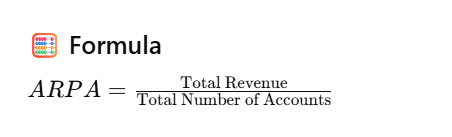 Formula
ARPA = Total Revenue / Total Number of Accounts